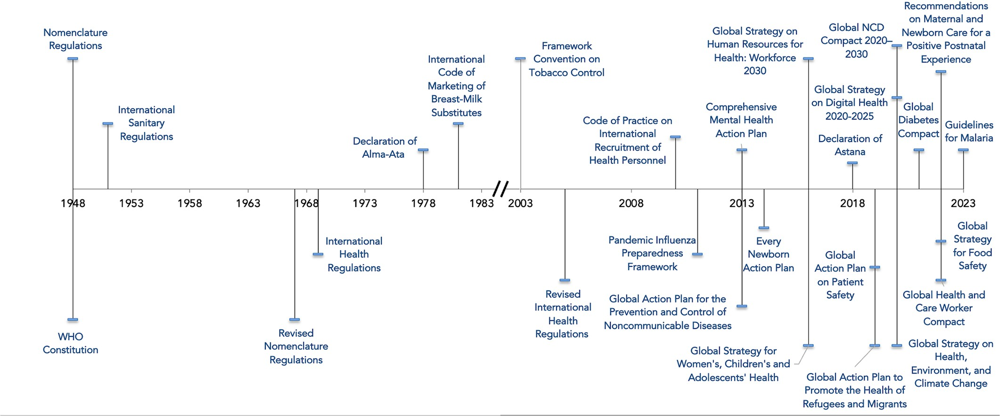 Nomenclature
Regulations
International
Sanitary
Regulations
Declaration of
Alma-Ata
International
Code of
Marketing of
Breast-Milk
Substitutes
Framework
Convention on
Tobacco Control
Code of Practice on
International
Recruitment of
Health Personnel
Comprehensive
Mental Health
Action Plan
Global Strategy on
Human Resources for
Health: Workforce
2030
Global NCD
Compact 2020–
2030
Global Strategy
on Digital Health
2020-2025
Declaration of
Astana
Recommendations
on Maternal and
Newborn Care for a
Positive Postnatal
Experience
Global
Diabetes
Compact
Guidelines
for Malaria
1948 1953 1958 1963 1968 1973 1978 1983 2003 2008 2013 2018 2023
WHO
Constitution
Revised
Nomenclature
Regulations
International
Health
Regulations
Revised
International
Health
Regulations
Pandemic Influenza
Preparedness
Framework
Global Action Plan for the
Prevention and Control of
Noncommunicable Diseases
Every
Newborn
Action Plan
Global Strategy for
Women's, Children's and
Adolescents' Health
Global
Action Plan
on Patient
Safety
Global Action Plan to
Promote the Health of
Refugees and Migrants
Global
Strategy
for Food
Safety
Global Health and
Care Worker
Compact
Global Strategy on
Health,
Environment, and
Climate Change